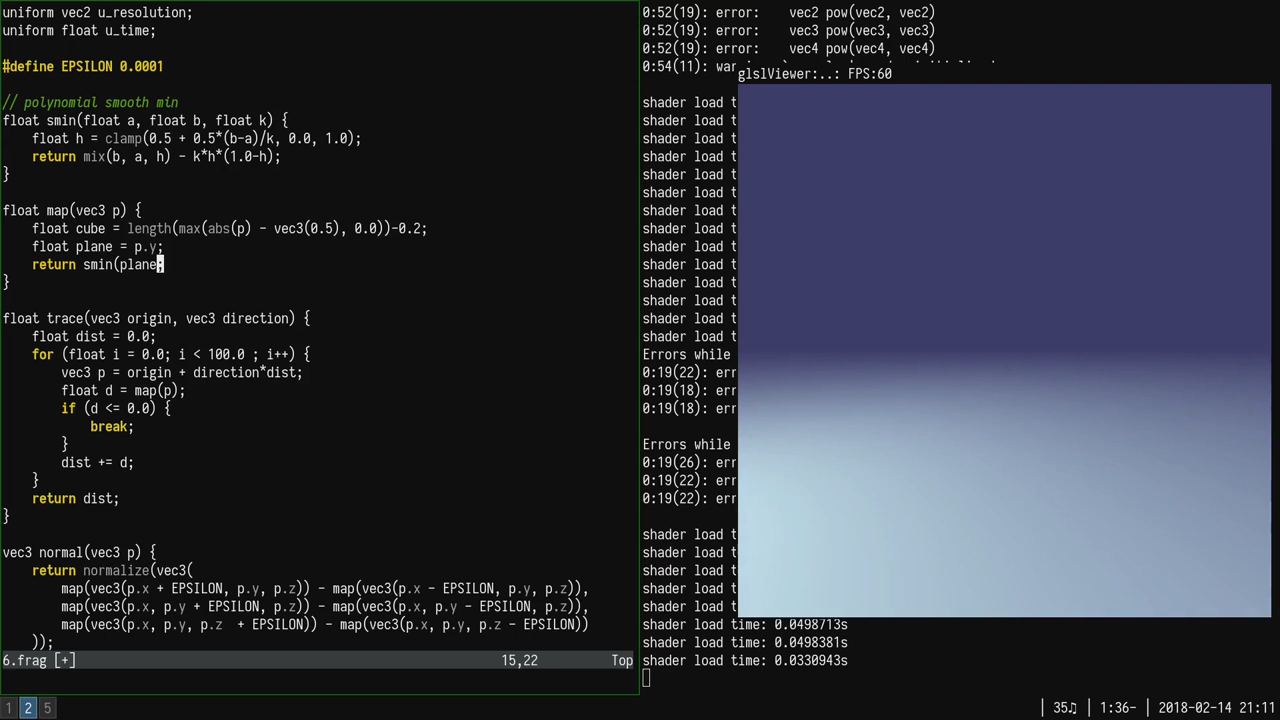 uniform vec2 u_resolution;
uniform float u_time;
#define EPSILON 0.0001
// polynomial smooth min
float smin(float a, float b, float k) {
float h = clamp(0.5 + 0.5*(b-a)/k, 0.0, 1.0);
return mix(b, a, h) - k*h*(1.0-h);
}
float map(vec3 p) {
float cube = length(max(abs(p) - vec3(0.5), 0.0))-0.2;
float plane = p.y;
return smin(plane;
}
float trace(vec3 origin, vec3 direction) {
float dist = 0.0;
for (float i = 0.0; i < 100.0 ; i++) {
vec3 p = origin + direction*dist;
float d = map(p);
if (d <= 0.0) {
break;
}
dist += d;
}
return dist;
}
vec3 normal(vec3 p) {
return normalize(vec3(
map(vec3(p.x + EPSILON, p.y, p.z)) - map(vec3(p.x - EPSILON, p.y, p.z)),
map(vec3(p.x, p.y + EPSILON, p.z)) - map(vec3(p.x, p.y - EPSILON, p.z)),
map(vec3(p.x, p.y, p.z  + EPSILON)) - map(vec3(p.x, p.y, p.z - EPSILON))
));
6.frag [+] 15,22 Top
0:52(19): error:    vec2 pow(vec2, vec2)
0:52(19): error:    vec3 pow(vec3, vec3)
0:52(19): error:    vec4 pow(vec4, vec4)
0:54(11): war
glslViewer:..: FPS:60
shader load t
shader load t
shader load t
shader load t
shader load t
shader load t
shader load t
shader load t
shader load t
shader load t
shader load t
shader load t
shader load t
shader load t
Errors while
0:19(22): err
0:19(18): err
0:19(18): err
Errors while
0:19(26): err
0:19(22): err
0:19(22): err
shader load t
shader load t
shader load t
shader load t
shader load t
shader load time: 0.0498713s
shader load time: 0.0498381s
shader load time: 0.0330943s
1 2 5
| 35♫ | 1:36- | 2018-02-14 21:11